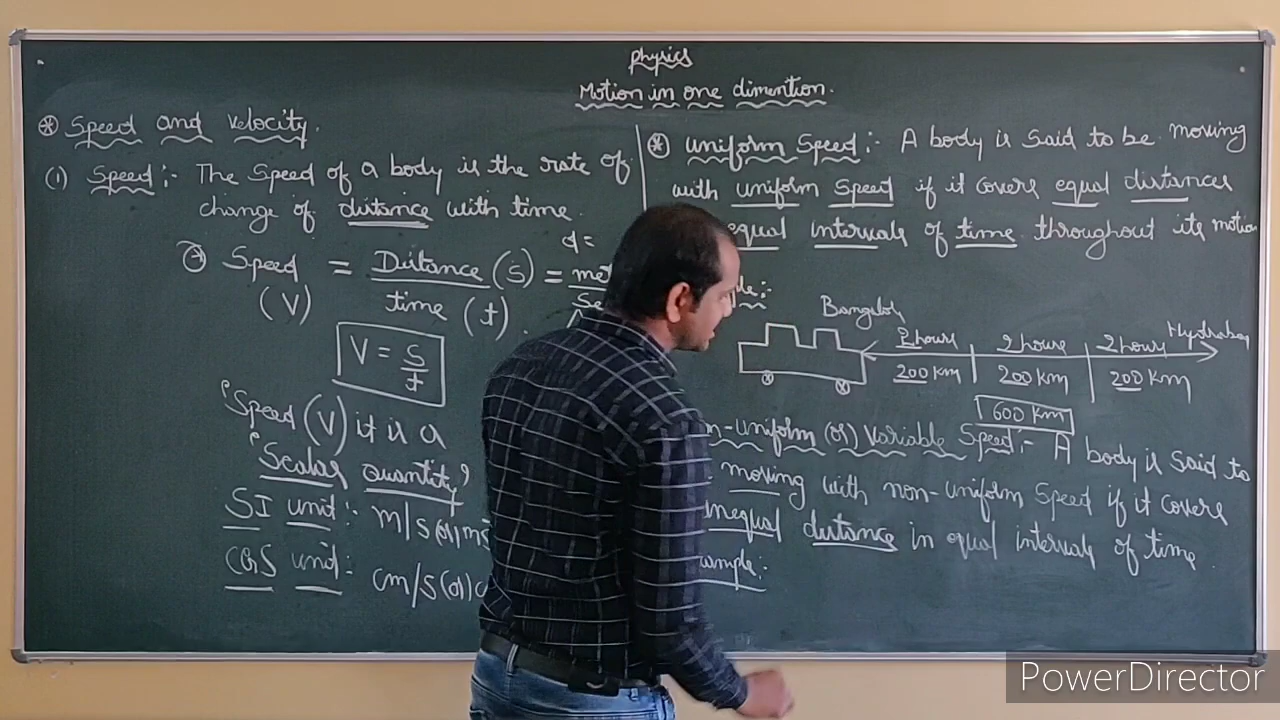 Physics
Motion in one dimention.
* Speed and velocity.
(1) Speed:- The Speed of a body is the rate of
change of distance with time.
Speed = Distance (S) =
(V) time (t).
V = S/t
'Speed (V) it is a
'Scalar quantity'
SI unit:- m/s (or)
CGS unit:- cm/s (or)
* Uniform Speed:- A body is said to be moving
with uniform Speed if it covers equal distances
equal intervals of time throughout its motion
2 hours 2 hours 2 hours
200 km 200 km 200 km
600 km
uniform (or) Variable Speed:- A body is said to
moving with non-uniform Speed if it covers
distance in equal intervals of time.
PowerDirector